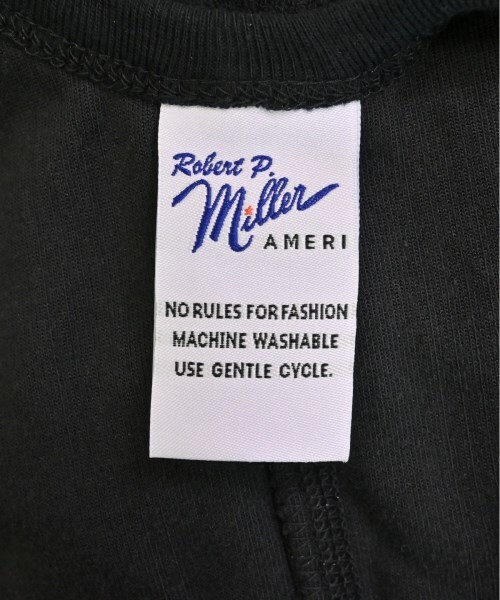 Robert P.
Miller
AMERI
NO RULES FOR FASHION
MACHINE WASHABLE
USE GENTLE CYCLE.